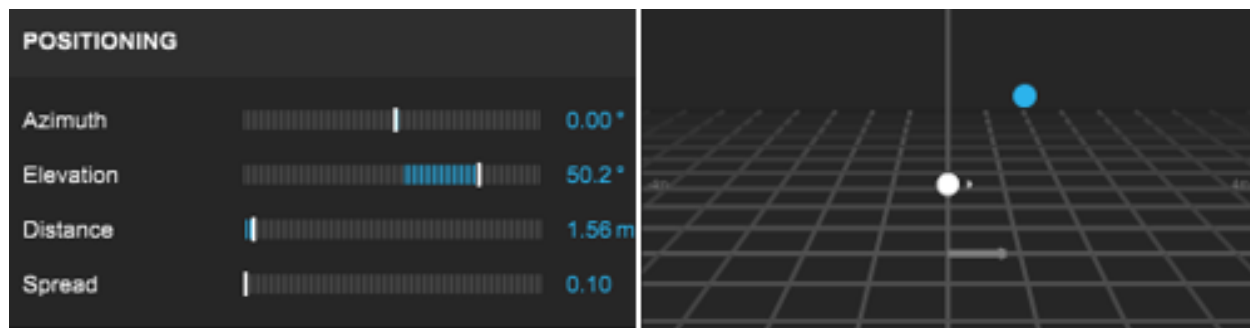 POSITIONING
Azimuth 0.00 °
Elevation 50.2 °
Distance 1.56 m
Spread 0.10